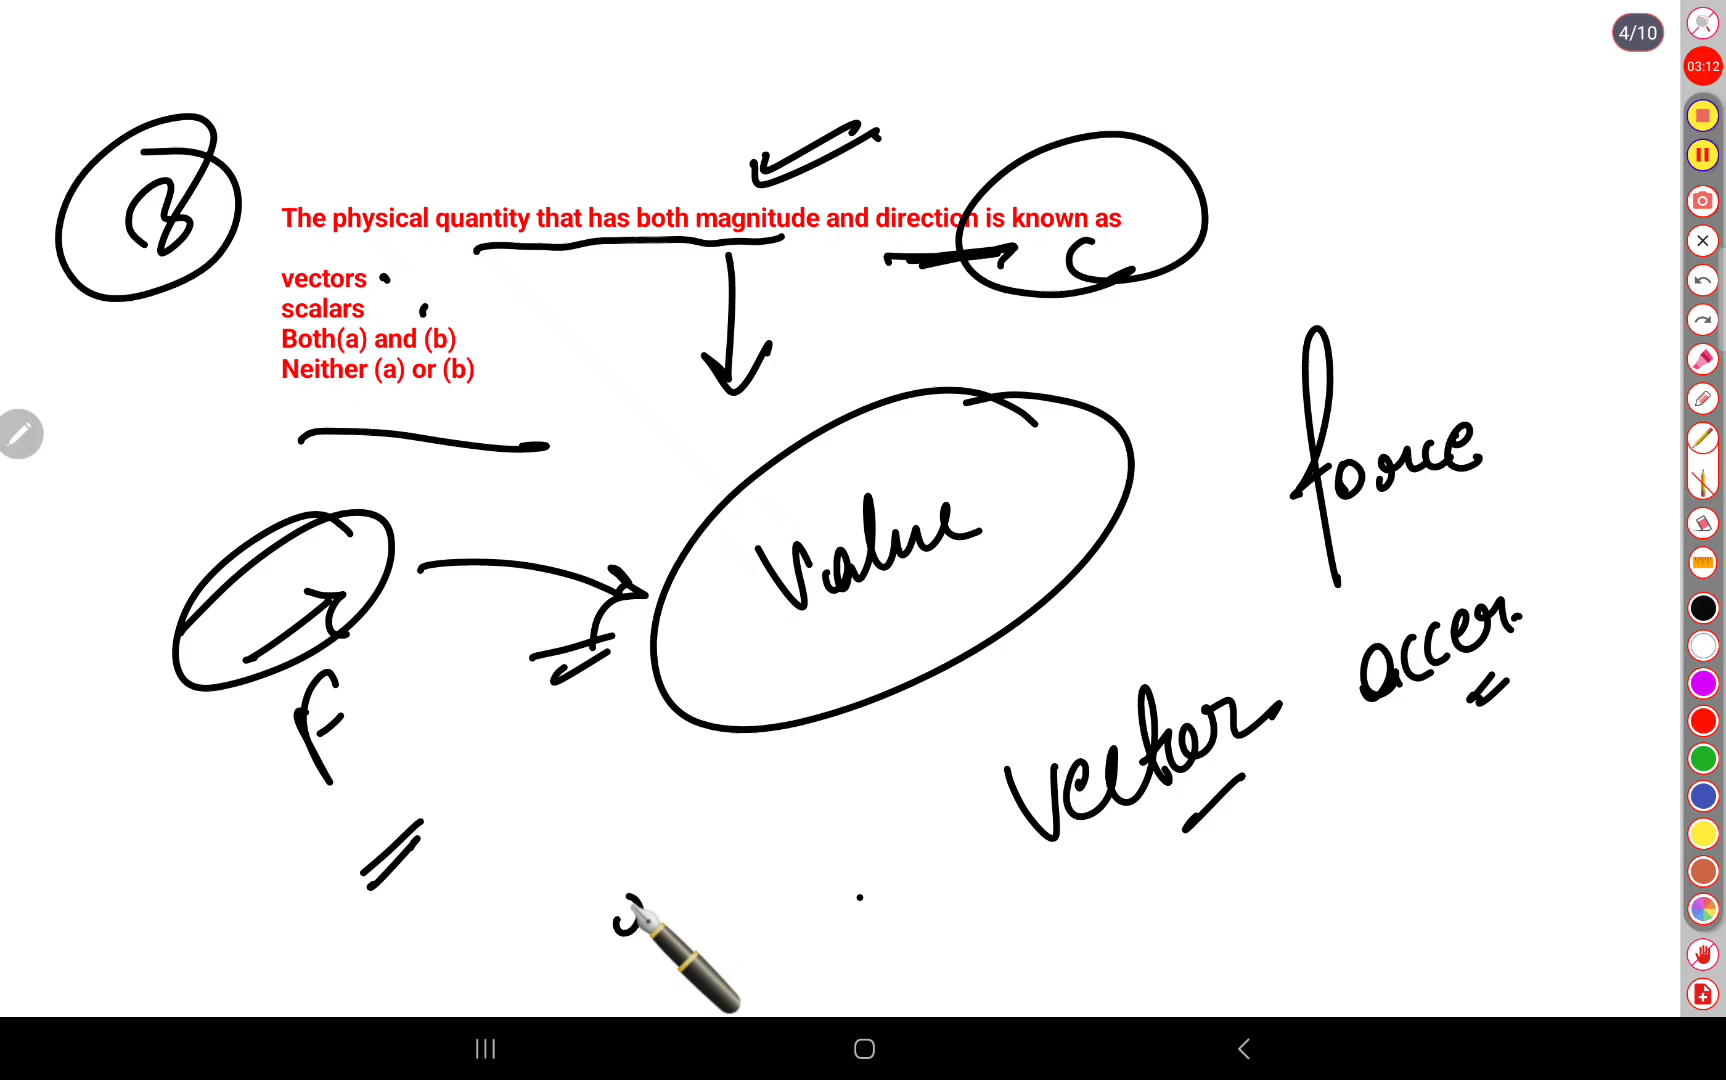 4/10
03:12
8
The physical quantity that has both magnitude and direction is known as
vectors
scalars
Both(a) and (b)
Neither (a) or (b)
force
value
accer.
F
vector